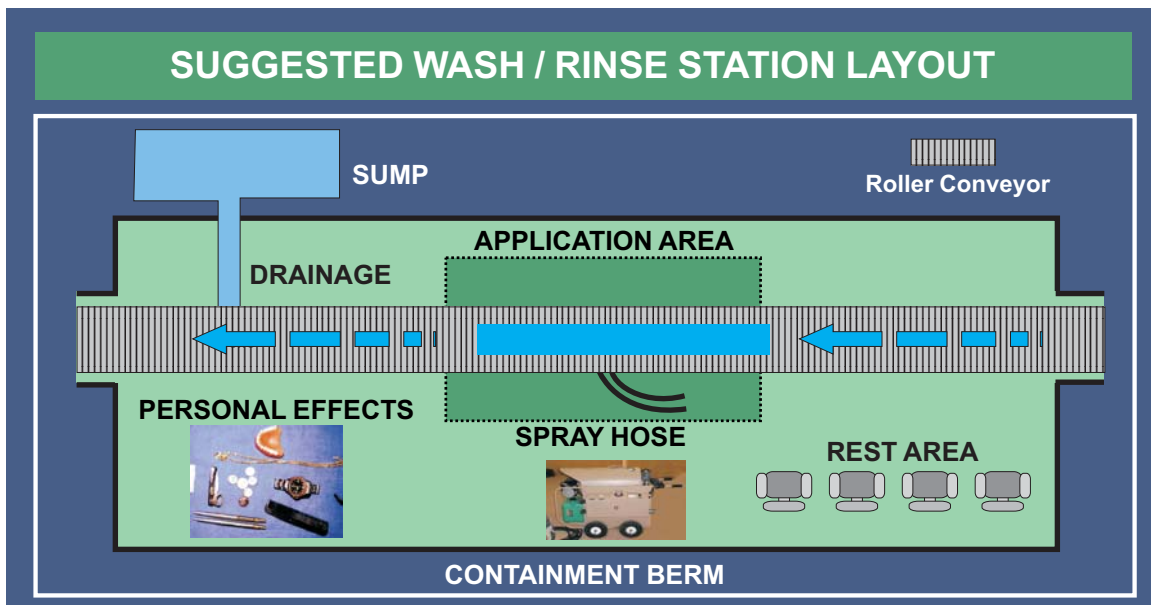 SUGGESTED WASH / RINSE STATION LAYOUT
SUMP
Roller Conveyor
APPLICATION AREA
DRAINAGE
PERSONAL EFFECTS
SPRAY HOSE
REST AREA
CONTAINMENT BERM